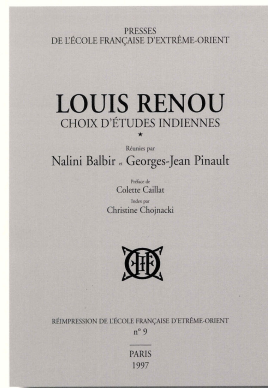 PRESSES
DE L'ÉCOLE FRANÇAISE D'EXTRÊME-ORIENT
LOUIS RENOU
CHOIX D'ÉTUDES INDIENNES
*
Réunies par
Nalini Balbir et Georges-Jean Pinault
Préface de
Colette Caillat
Index par
Christine Chojnacki
RÉIMPRESSION DE L'ÉCOLE FRANÇAISE D'ETRÊME-ORIENT
n° 9
PARIS
1997